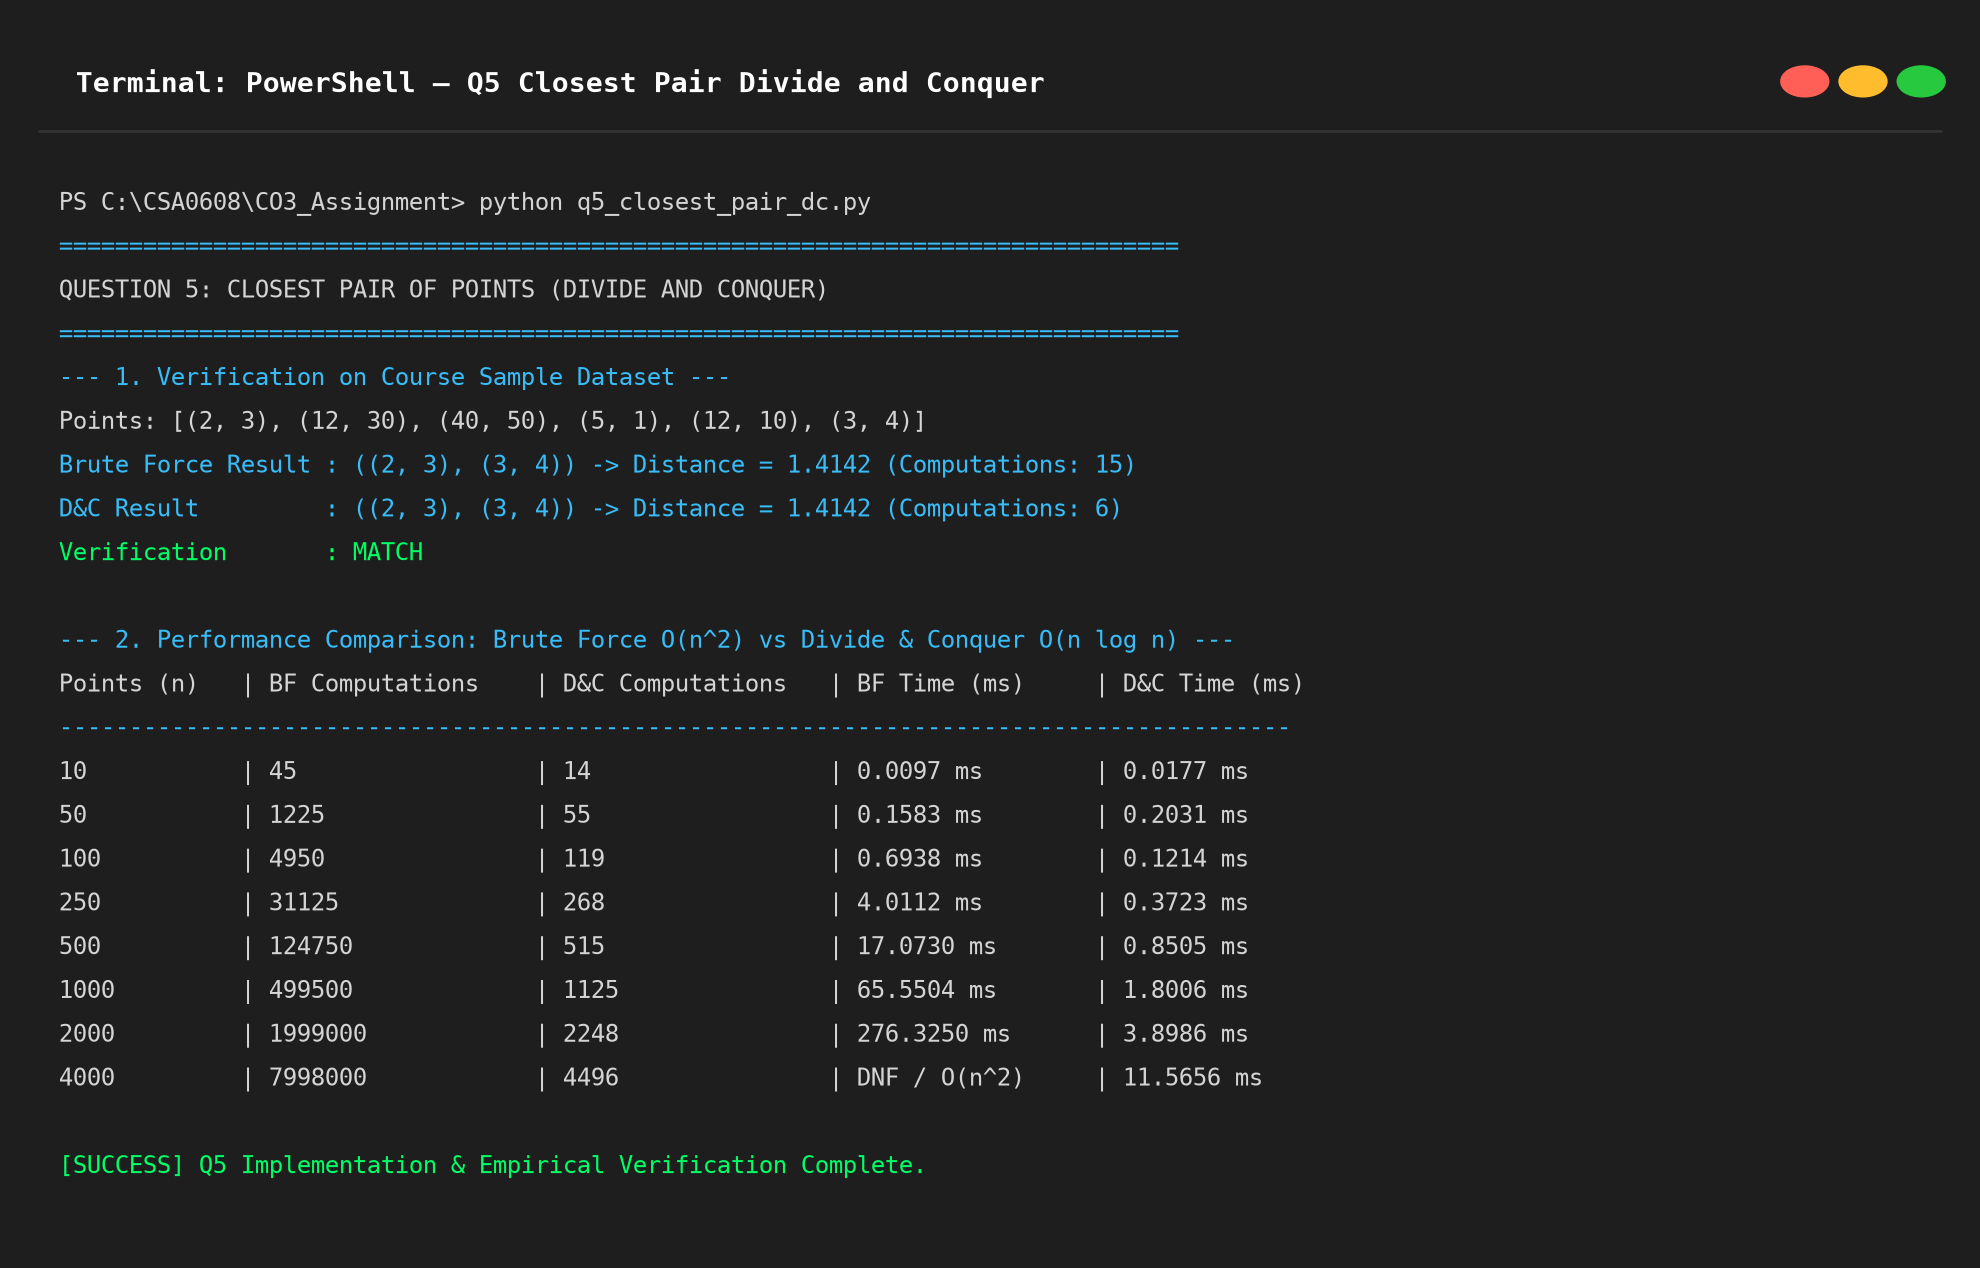 Terminal: PowerShell — Q5 Closest Pair Divide and Conquer
PS C:\CSA0608\CO3_Assignment> python q5_closest_pair_dc.py
================================================================================
QUESTION 5: CLOSEST PAIR OF POINTS (DIVIDE AND CONQUER)
================================================================================
--- 1. Verification on Course Sample Dataset ---
Points: [(2, 3), (12, 30), (40, 50), (5, 1), (12, 10), (3, 4)]
Brute Force Result : ((2, 3), (3, 4)) -> Distance = 1.4142 (Computations: 15)
D&C Result         : ((2, 3), (3, 4)) -> Distance = 1.4142 (Computations: 6)
Verification       : MATCH
--- 2. Performance Comparison: Brute Force O(n^2) vs Divide & Conquer O(n log n) ---
Points (n)   | BF Computations    | D&C Computations   | BF Time (ms)     | D&C Time (ms)
----------------------------------------------------------------------------------------
10           | 45                 | 14                 | 0.0097 ms        | 0.0177 ms
50           | 1225               | 55                 | 0.1583 ms        | 0.2031 ms
100          | 4950               | 119                | 0.6938 ms        | 0.1214 ms
250          | 31125              | 268                | 4.0112 ms        | 0.3723 ms
500          | 124750             | 515                | 17.0730 ms       | 0.8505 ms
1000         | 499500             | 1125               | 65.5504 ms       | 1.8006 ms
2000         | 1999000            | 2248               | 276.3250 ms      | 3.8986 ms
4000         | 7998000            | 4496               | DNF / O(n^2)     | 11.5656 ms
[SUCCESS] Q5 Implementation & Empirical Verification Complete.